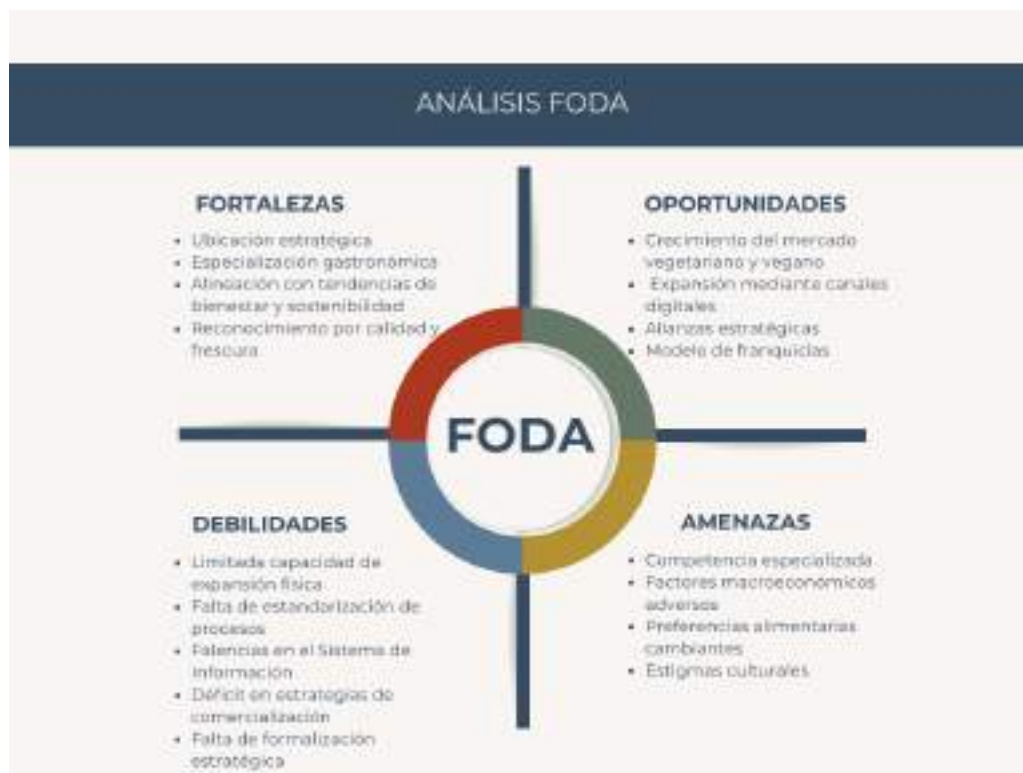 ANÁLISIS FODA
FORTALEZAS
• Ubicación estratégica
• Especialización gastronómica
• Alineación con tendencias de
bienestar y sostenibilidad
• Reconocimiento por calidad y
frescura
OPORTUNIDADES
• Crecimiento del mercado
vegetariano y vegano
• Expansión mediante canales
digitales
• Alianzas estratégicas
• Modelo de franquicias
FODA
DEBILIDADES
• Limitada capacidad de
expansión física
• Falta de estandarización de
procesos
• Falencias en el Sistema de
Información
• Déficit en estrategias de
comercialización
• Falta de formalización
estratégica
AMENAZAS
• Competencia especializada
• Factores macroeconómicos
adversos
• Preferencias alimentarias
cambiantes
• Estigmas culturales